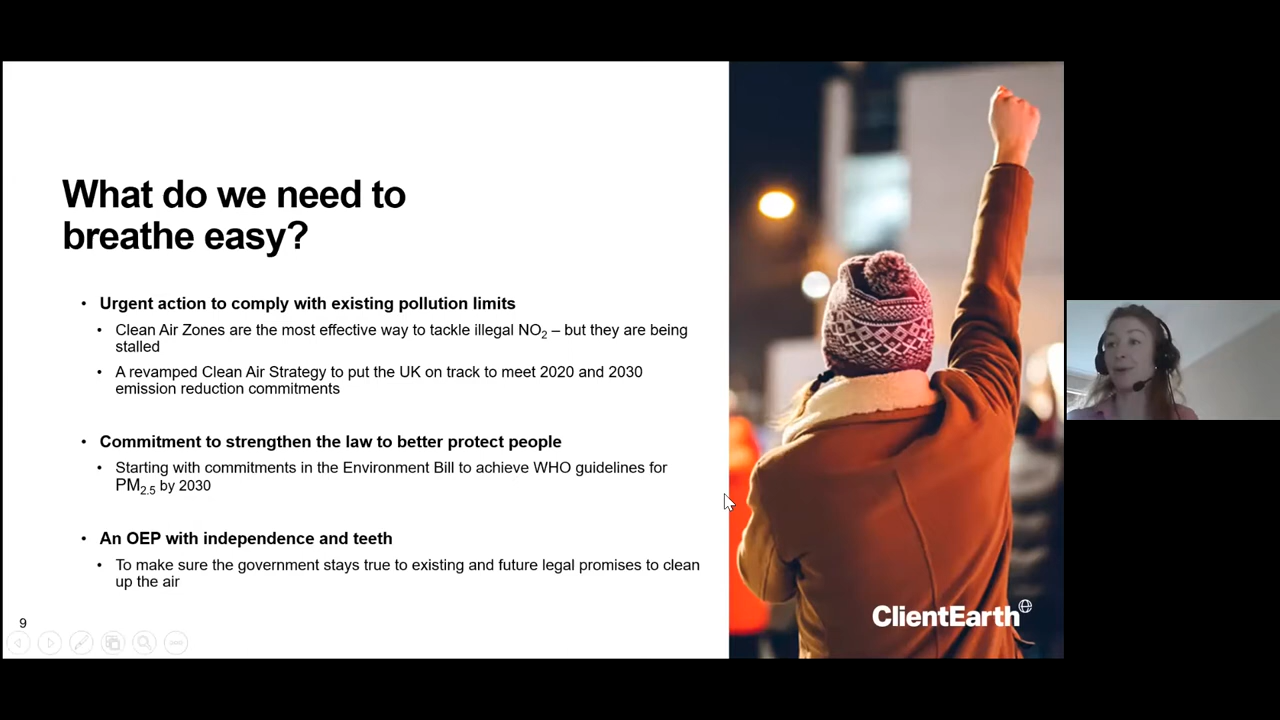 What do we need to
breathe easy?
• Urgent action to comply with existing pollution limits
• Clean Air Zones are the most effective way to tackle illegal NO₂ – but they are being
stalled
• A revamped Clean Air Strategy to put the UK on track to meet 2020 and 2030
emission reduction commitments
• Commitment to strengthen the law to better protect people
• Starting with commitments in the Environment Bill to achieve WHO guidelines for
PM₂.₅ by 2030
• An OEP with independence and teeth
• To make sure the government stays true to existing and future legal promises to clean
up the air
9
ClientEarth